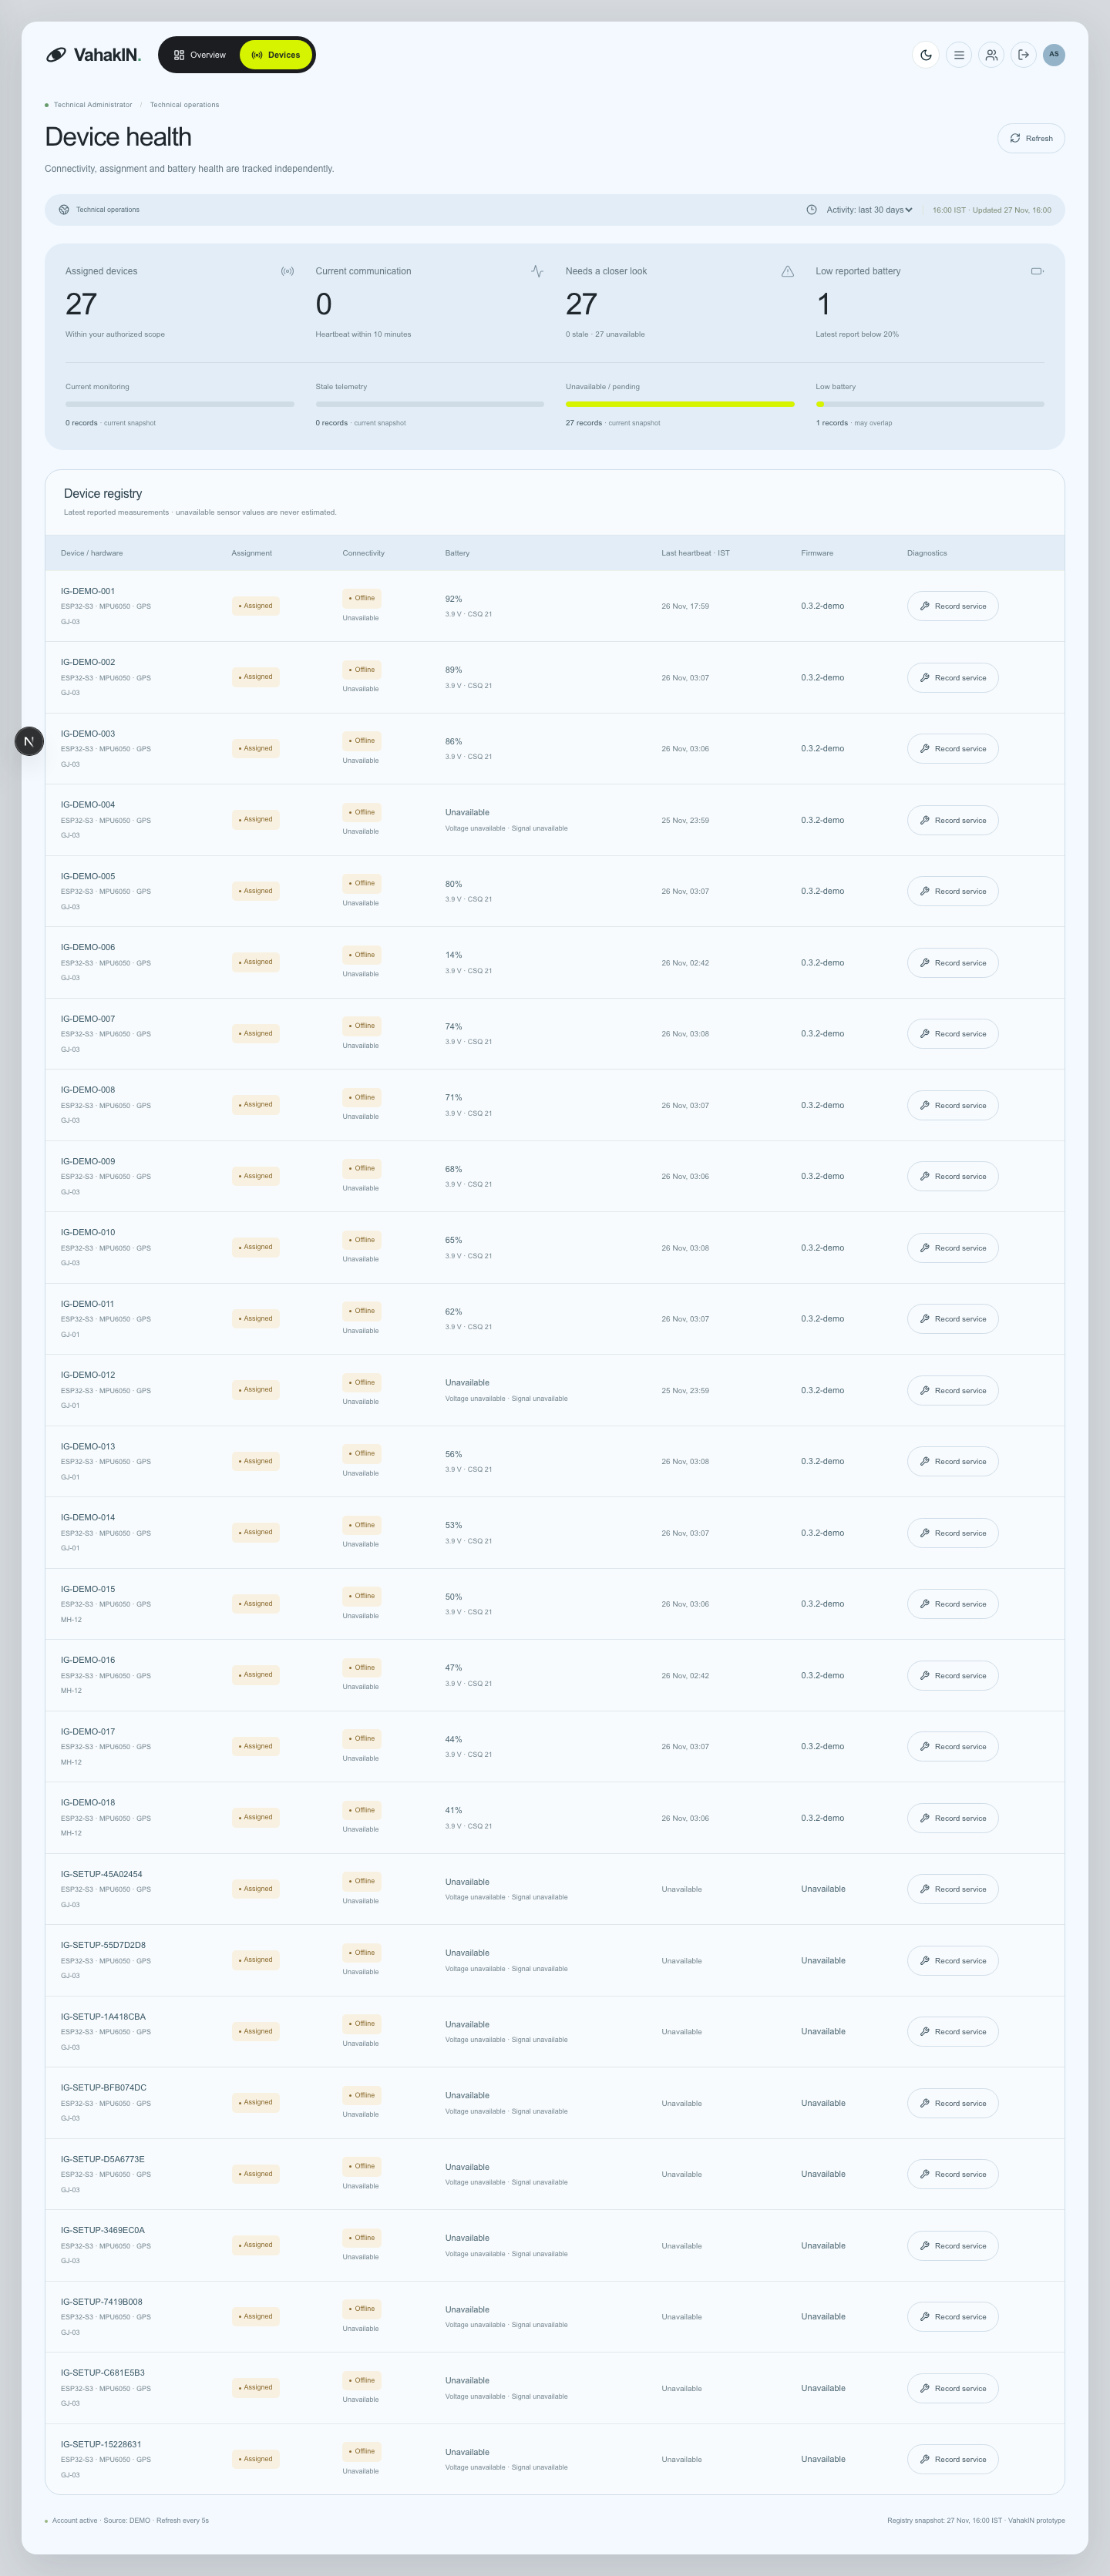 VahakIN.
Overview
Devices
AS
Technical Administrator / Technical operations
Device health
Refresh
Connectivity, assignment and battery health are tracked independently.
Technical operations
Activity: last 30 days
16:00 IST · Updated 27 Nov, 16:00
Assigned devices
27
Within your authorized scope
Current communication
0
Heartbeat within 10 minutes
Needs a closer look
27
0 stale · 27 unavailable
Low reported battery
1
Latest report below 20%
Current monitoring
0 records · current snapshot
Stale telemetry
0 records · current snapshot
Unavailable / pending
27 records · current snapshot
Low battery
1 records · may overlap
Device registry
Latest reported measurements · unavailable sensor values are never estimated.
Device / hardware Assignment Connectivity Battery Last heartbeat · IST Firmware Diagnostics
IG-DEMO-001
ESP32-S3 · MPU6050 · GPS
GJ-03
Assigned
Offline
Unavailable
92%
3.9 V · CSQ 21
26 Nov, 17:59
0.3.2-demo
Record service
IG-DEMO-002
ESP32-S3 · MPU6050 · GPS
GJ-03
Assigned
Offline
Unavailable
89%
3.9 V · CSQ 21
26 Nov, 03:07
0.3.2-demo
Record service
N
IG-DEMO-003
ESP32-S3 · MPU6050 · GPS
GJ-03
Assigned
Offline
Unavailable
86%
3.9 V · CSQ 21
26 Nov, 03:06
0.3.2-demo
Record service
IG-DEMO-004
ESP32-S3 · MPU6050 · GPS
GJ-03
Assigned
Offline
Unavailable
Unavailable
Voltage unavailable · Signal unavailable
25 Nov, 23:59
0.3.2-demo
Record service
IG-DEMO-005
ESP32-S3 · MPU6050 · GPS
GJ-03
Assigned
Offline
Unavailable
80%
3.9 V · CSQ 21
26 Nov, 03:07
0.3.2-demo
Record service
IG-DEMO-006
ESP32-S3 · MPU6050 · GPS
GJ-03
Assigned
Offline
Unavailable
14%
3.9 V · CSQ 21
26 Nov, 02:42
0.3.2-demo
Record service
IG-DEMO-007
ESP32-S3 · MPU6050 · GPS
GJ-03
Assigned
Offline
Unavailable
74%
3.9 V · CSQ 21
26 Nov, 03:08
0.3.2-demo
Record service
IG-DEMO-008
ESP32-S3 · MPU6050 · GPS
GJ-03
Assigned
Offline
Unavailable
71%
3.9 V · CSQ 21
26 Nov, 03:07
0.3.2-demo
Record service
IG-DEMO-009
ESP32-S3 · MPU6050 · GPS
GJ-03
Assigned
Offline
Unavailable
68%
3.9 V · CSQ 21
26 Nov, 03:06
0.3.2-demo
Record service
IG-DEMO-010
ESP32-S3 · MPU6050 · GPS
GJ-03
Assigned
Offline
Unavailable
65%
3.9 V · CSQ 21
26 Nov, 03:08
0.3.2-demo
Record service
IG-DEMO-011
ESP32-S3 · MPU6050 · GPS
GJ-01
Assigned
Offline
Unavailable
62%
3.9 V · CSQ 21
26 Nov, 03:07
0.3.2-demo
Record service
IG-DEMO-012
ESP32-S3 · MPU6050 · GPS
GJ-01
Assigned
Offline
Unavailable
Unavailable
Voltage unavailable · Signal unavailable
25 Nov, 23:59
0.3.2-demo
Record service
IG-DEMO-013
ESP32-S3 · MPU6050 · GPS
GJ-01
Assigned
Offline
Unavailable
56%
3.9 V · CSQ 21
26 Nov, 03:08
0.3.2-demo
Record service
IG-DEMO-014
ESP32-S3 · MPU6050 · GPS
GJ-01
Assigned
Offline
Unavailable
53%
3.9 V · CSQ 21
26 Nov, 03:07
0.3.2-demo
Record service
IG-DEMO-015
ESP32-S3 · MPU6050 · GPS
MH-12
Assigned
Offline
Unavailable
50%
3.9 V · CSQ 21
26 Nov, 03:06
0.3.2-demo
Record service
IG-DEMO-016
ESP32-S3 · MPU6050 · GPS
MH-12
Assigned
Offline
Unavailable
47%
3.9 V · CSQ 21
26 Nov, 02:42
0.3.2-demo
Record service
IG-DEMO-017
ESP32-S3 · MPU6050 · GPS
MH-12
Assigned
Offline
Unavailable
44%
3.9 V · CSQ 21
26 Nov, 03:07
0.3.2-demo
Record service
IG-DEMO-018
ESP32-S3 · MPU6050 · GPS
MH-12
Assigned
Offline
Unavailable
41%
3.9 V · CSQ 21
26 Nov, 03:06
0.3.2-demo
Record service
IG-SETUP-45A02454
ESP32-S3 · MPU6050 · GPS
GJ-03
Assigned
Offline
Unavailable
Unavailable
Voltage unavailable · Signal unavailable
Unavailable
Unavailable
Record service
IG-SETUP-55D7D2D8
ESP32-S3 · MPU6050 · GPS
GJ-03
Assigned
Offline
Unavailable
Unavailable
Voltage unavailable · Signal unavailable
Unavailable
Unavailable
Record service
IG-SETUP-1A418CBA
ESP32-S3 · MPU6050 · GPS
GJ-03
Assigned
Offline
Unavailable
Unavailable
Voltage unavailable · Signal unavailable
Unavailable
Unavailable
Record service
IG-SETUP-BFB074DC
ESP32-S3 · MPU6050 · GPS
GJ-03
Assigned
Offline
Unavailable
Unavailable
Voltage unavailable · Signal unavailable
Unavailable
Unavailable
Record service
IG-SETUP-D5A6773E
ESP32-S3 · MPU6050 · GPS
GJ-03
Assigned
Offline
Unavailable
Unavailable
Voltage unavailable · Signal unavailable
Unavailable
Unavailable
Record service
IG-SETUP-3469EC0A
ESP32-S3 · MPU6050 · GPS
GJ-03
Assigned
Offline
Unavailable
Unavailable
Voltage unavailable · Signal unavailable
Unavailable
Unavailable
Record service
IG-SETUP-7419B008
ESP32-S3 · MPU6050 · GPS
GJ-03
Assigned
Offline
Unavailable
Unavailable
Voltage unavailable · Signal unavailable
Unavailable
Unavailable
Record service
IG-SETUP-C681E5B3
ESP32-S3 · MPU6050 · GPS
GJ-03
Assigned
Offline
Unavailable
Unavailable
Voltage unavailable · Signal unavailable
Unavailable
Unavailable
Record service
IG-SETUP-15228631
ESP32-S3 · MPU6050 · GPS
GJ-03
Assigned
Offline
Unavailable
Unavailable
Voltage unavailable · Signal unavailable
Unavailable
Unavailable
Record service
Account active · Source: DEMO · Refresh every 5s
Registry snapshot: 27 Nov, 16:00 IST · VahakIN prototype